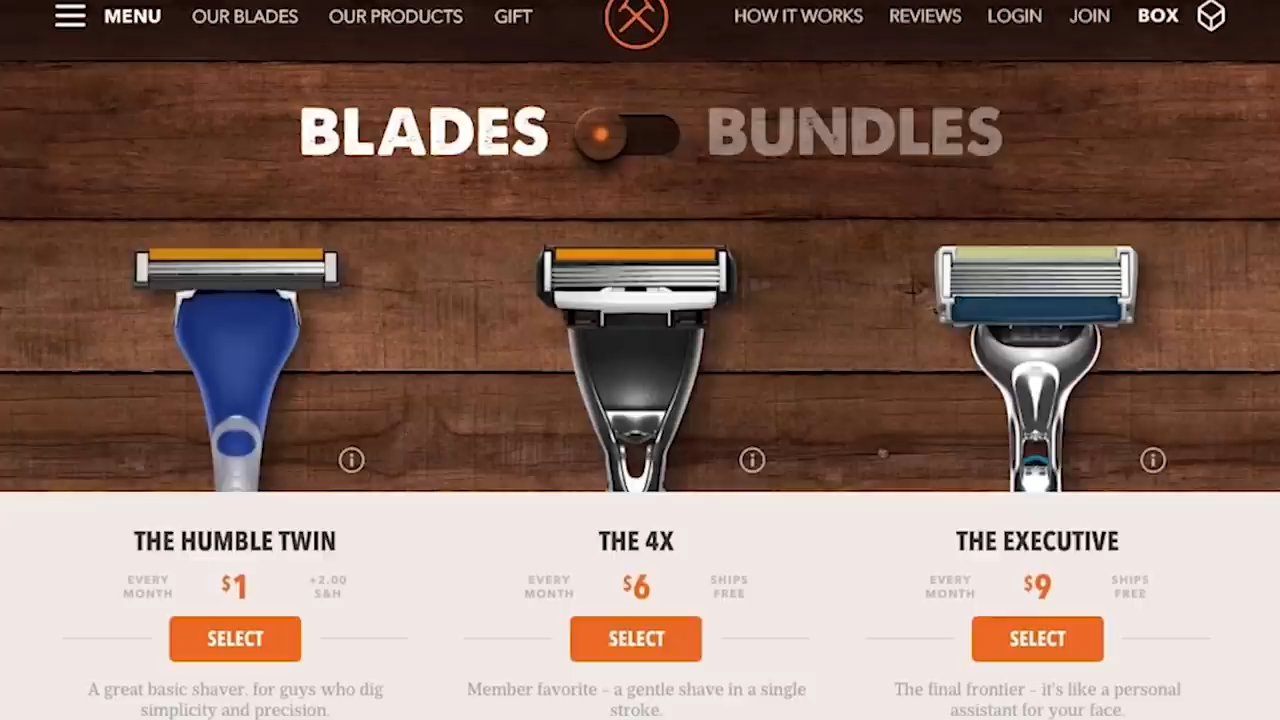 MENU OUR BLADES OUR PRODUCTS GIFT HOW IT WORKS REVIEWS LOGIN JOIN BOX
BLADES BUNDLES
THE HUMBLE TWIN
EVERY MONTH $1 +2.00 S&H
SELECT
A great basic shaver, for guys who dig
simplicity and precision.
THE 4X
EVERY MONTH $6 SHIPS FREE
SELECT
Member favorite – a gentle shave in a single
stroke.
THE EXECUTIVE
EVERY MONTH $9 SHIPS FREE
SELECT
The final frontier – it's like a personal
assistant for your face.